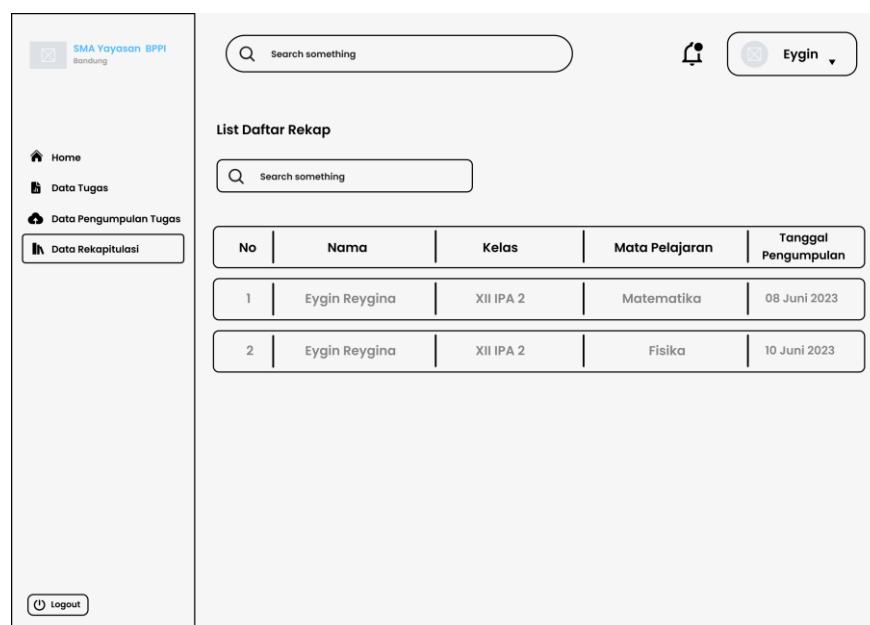 SMA Yayasan BPPI
Bandung
Search something
Eygin
Home
Data Tugas
Data Pengumpulan Tugas
Data Rekapitulasi
Logout
List Daftar Rekap
Search something
No Nama Kelas Mata Pelajaran Tanggal Pengumpulan
1 Eygin Reygina XII IPA 2 Matematika 08 Juni 2023
2 Eygin Reygina XII IPA 2 Fisika 10 Juni 2023